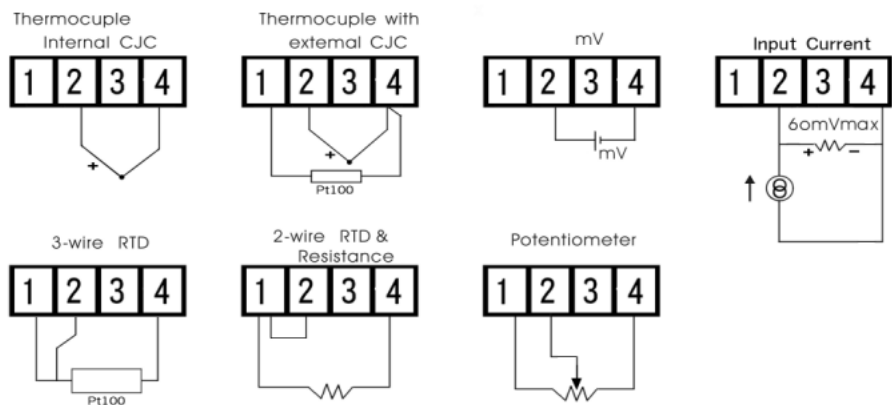 Thermocuple
Internal CJC
1 2 3 4
+
Thermocuple with
external CJC
1 2 3 4
+
Pt100
mV
1 2 3 4
mV
Input Current
1 2 3 4
60mVmax
+ −
3-wire RTD
1 2 3 4
Pt100
2-wire RTD &
Resistance
1 2 3 4
Potentiometer
1 2 3 4